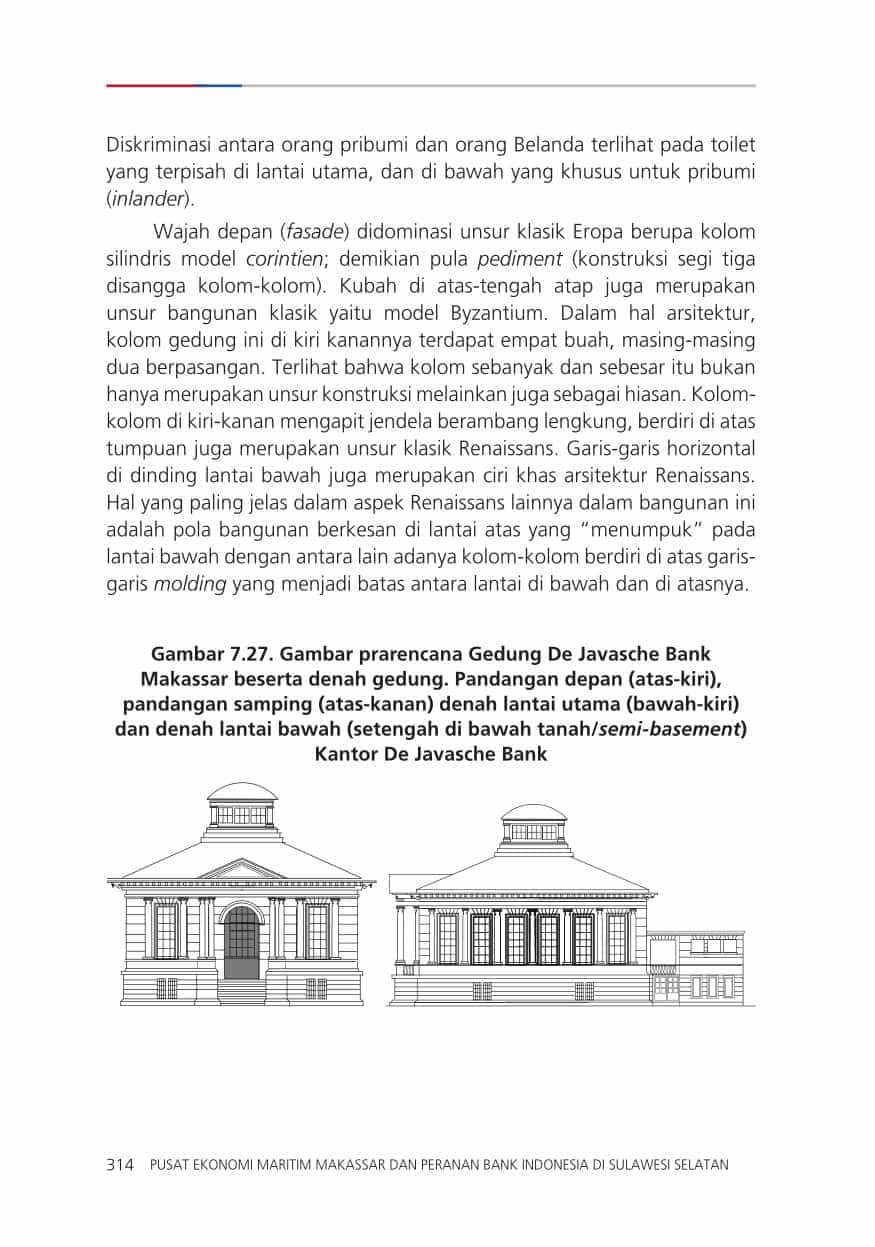 Diskriminasi antara orang pribumi dan orang Belanda terlihat pada toilet
yang terpisah di lantai utama, dan di bawah yang khusus untuk pribumi
(inlander).
Wajah depan (fasade) didominasi unsur klasik Eropa berupa kolom
silindris model corintien; demikian pula pediment (konstruksi segi tiga
disangga kolom-kolom). Kubah di atas-tengah atap juga merupakan
unsur bangunan klasik yaitu model Byzantium. Dalam hal arsitektur,
kolom gedung ini di kiri kanannya terdapat empat buah, masing-masing
dua berpasangan. Terlihat bahwa kolom sebanyak dan sebesar itu bukan
hanya merupakan unsur konstruksi melainkan juga sebagai hiasan. Kolom-
kolom di kiri-kanan mengapit jendela berambang lengkung, berdiri di atas
tumpuan juga merupakan unsur klasik Renaissans. Garis-garis horizontal
di dinding lantai bawah juga merupakan ciri khas arsitektur Renaissans.
Hal yang paling jelas dalam aspek Renaissans lainnya dalam bangunan ini
adalah pola bangunan berkesan di lantai atas yang “menumpuk” pada
lantai bawah dengan antara lain adanya kolom-kolom berdiri di atas garis-
garis molding yang menjadi batas antara lantai di bawah dan di atasnya.
Gambar 7.27. Gambar prarencana Gedung De Javasche Bank
Makassar beserta denah gedung. Pandangan depan (atas-kiri),
pandangan samping (atas-kanan) denah lantai utama (bawah-kiri)
dan denah lantai bawah (setengah di bawah tanah/semi-basement)
Kantor De Javasche Bank
314 PUSAT EKONOMI MARITIM MAKASSAR DAN PERANAN BANK INDONESIA DI SULAWESI SELATAN